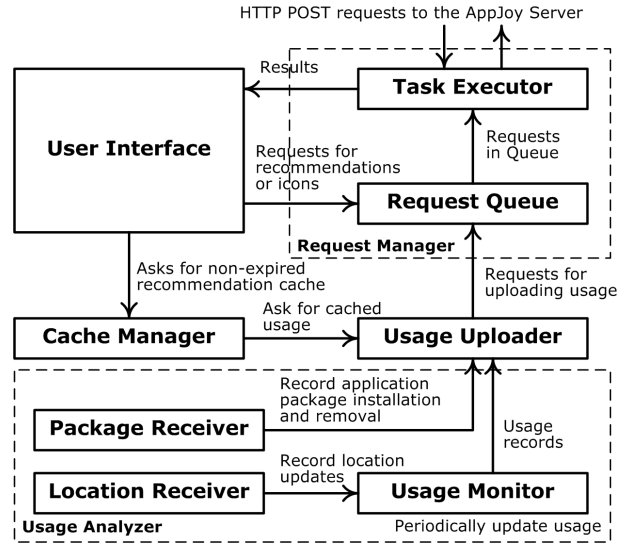 HTTP POST requests to the AppJoy Server
Results
Task Executor
User Interface
Requests
in Queue
Requests for
recommendations
or icons
Request Queue
Request Manager
Asks for non-expired
recommendation cache
Requests for
uploading usage
Cache Manager
Ask for cached
usage
Usage Uploader
Record application
package installation
and removal
Package Receiver
Usage
records
Record location
updates
Location Receiver
Usage Monitor
Usage Analyzer
Periodically update usage